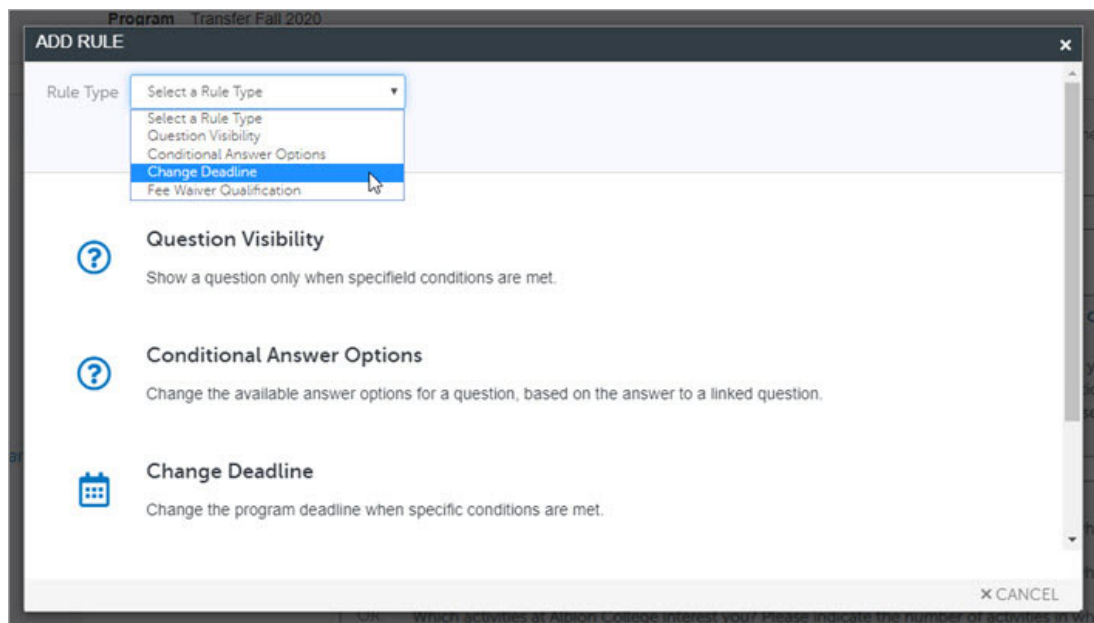 Program Transfer Fall 2020
ADD RULE
×
Rule Type
Select a Rule Type
Select a Rule Type
Question Visibility
Conditional Answer Options
Change Deadline
Fee Waiver Qualification
Question Visibility
Show a question only when specifield conditions are met.
Conditional Answer Options
Change the available answer options for a question, based on the answer to a linked question.
Change Deadline
Change the program deadline when specific conditions are met.
× CANCEL
OR Which activities at Albion College interest you? Please indicate the number of activities in wh